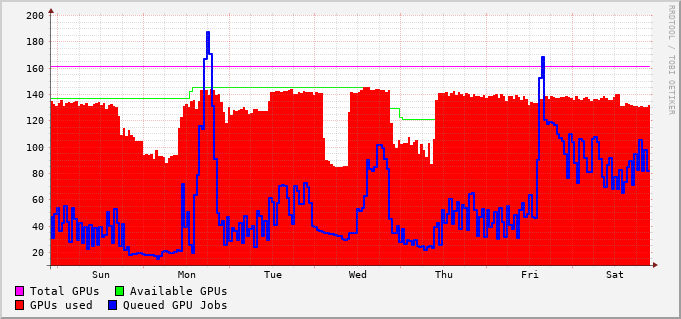 200
180
160
140
120
100
80
60
40
20
Sun Mon Tue Wed Thu Fri Sat
Total GPUs Available GPUs
GPUs used Queued GPU Jobs
RRDTOOL / TOBI OETIKER